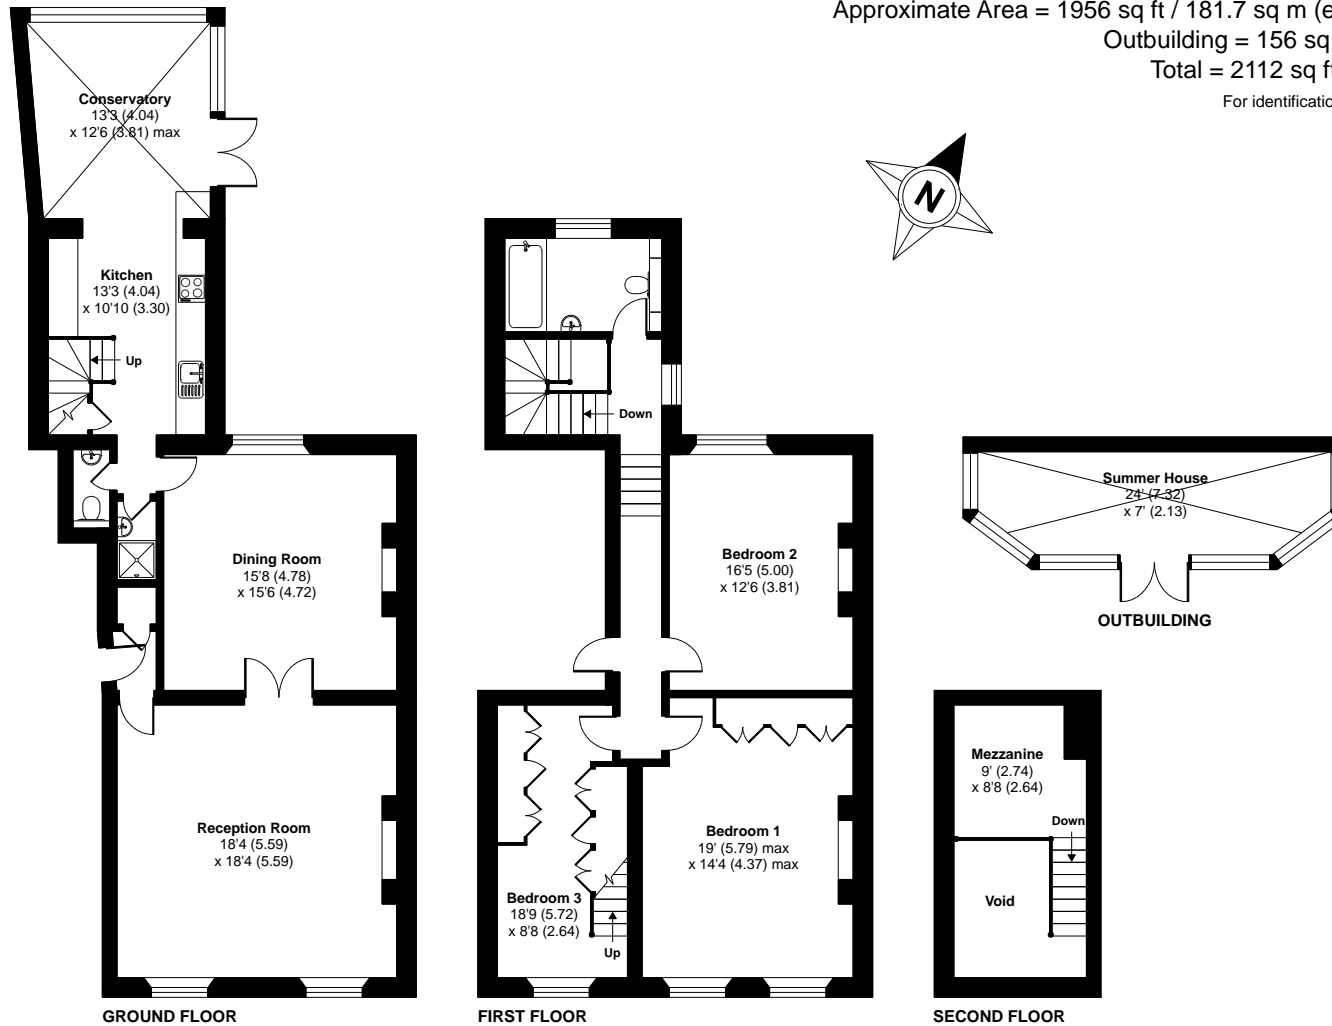 Approximate Area = 1956 sq ft / 181.7 sq m (e
Outbuilding = 156 sq
Total = 2112 sq ft
For identificatio
Conservatory
13'3 (4.04)
x 12'6 (3.81) max
N
Kitchen
13'3 (4.04)
x 10'10 (3.30)
Up
Down
Summer House
24' (7.32)
x 7' (2.13)
Dining Room
15'8 (4.78)
x 15'6 (4.72)
Bedroom 2
16'5 (5.00)
x 12'6 (3.81)
OUTBUILDING
Mezzanine
9' (2.74)
x 8'8 (2.64)
Down
Reception Room
18'4 (5.59)
x 18'4 (5.59)
Bedroom 1
19' (5.79) max
x 14'4 (4.37) max
Bedroom 3
18'9 (5.72)
x 8'8 (2.64)
Up
Void
GROUND FLOOR
FIRST FLOOR
SECOND FLOOR